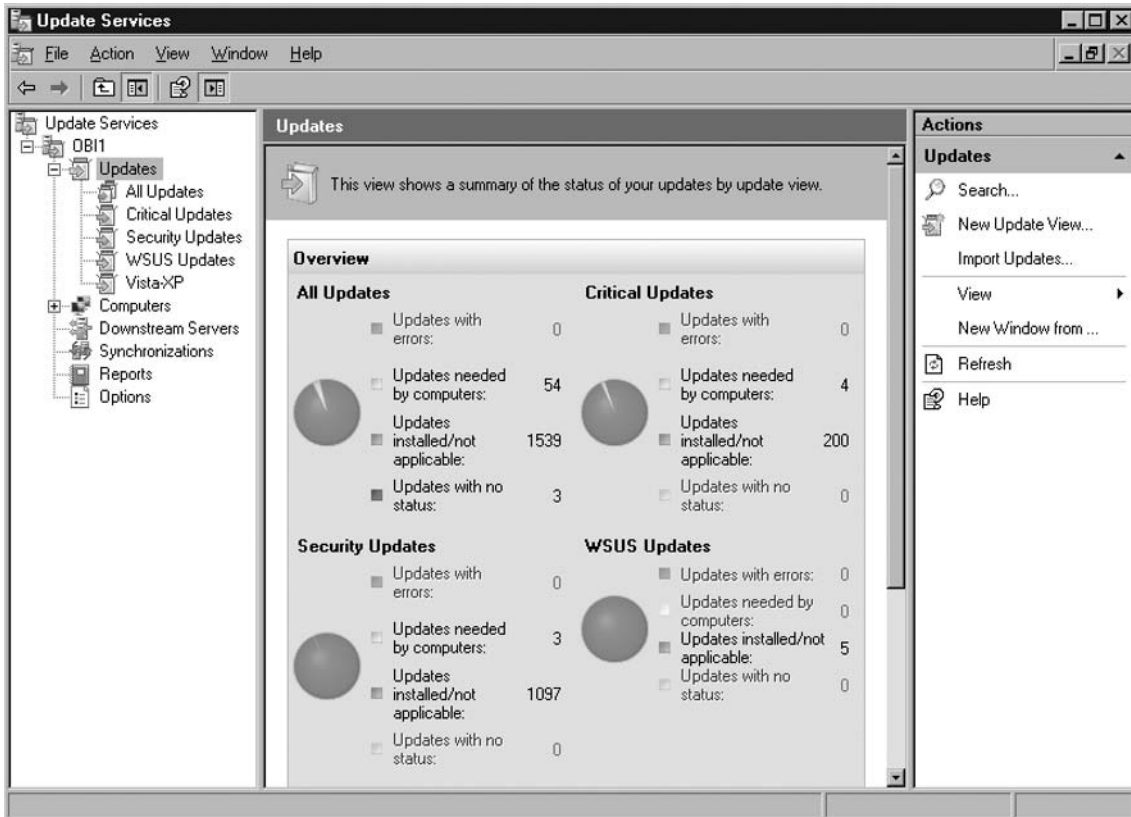 Update Services
File Action View Window Help
Update Services
OBI1
Updates
All Updates
Critical Updates
Security Updates
WSUS Updates
Vista-XP
Computers
Downstream Servers
Synchronizations
Reports
Options
Updates
This view shows a summary of the status of your updates by update view.
Overview
All Updates
Updates with
errors: 0
Updates needed
by computers: 54
Updates
installed/not
applicable: 1539
Updates with no
status: 3
Critical Updates
Updates with
errors: 0
Updates needed
by computers: 4
Updates
installed/not
applicable: 200
Updates with no
status: 0
Security Updates
Updates with
errors: 0
Updates needed
by computers: 3
Updates
installed/not
applicable: 1097
Updates with no
status: 0
WSUS Updates
Updates with errors: 0
Updates needed by
computers: 0
Updates installed/not
applicable: 5
Updates with no
status: 0
Actions
Updates
Search...
New Update View...
Import Updates...
View
New Window from ...
Refresh
Help